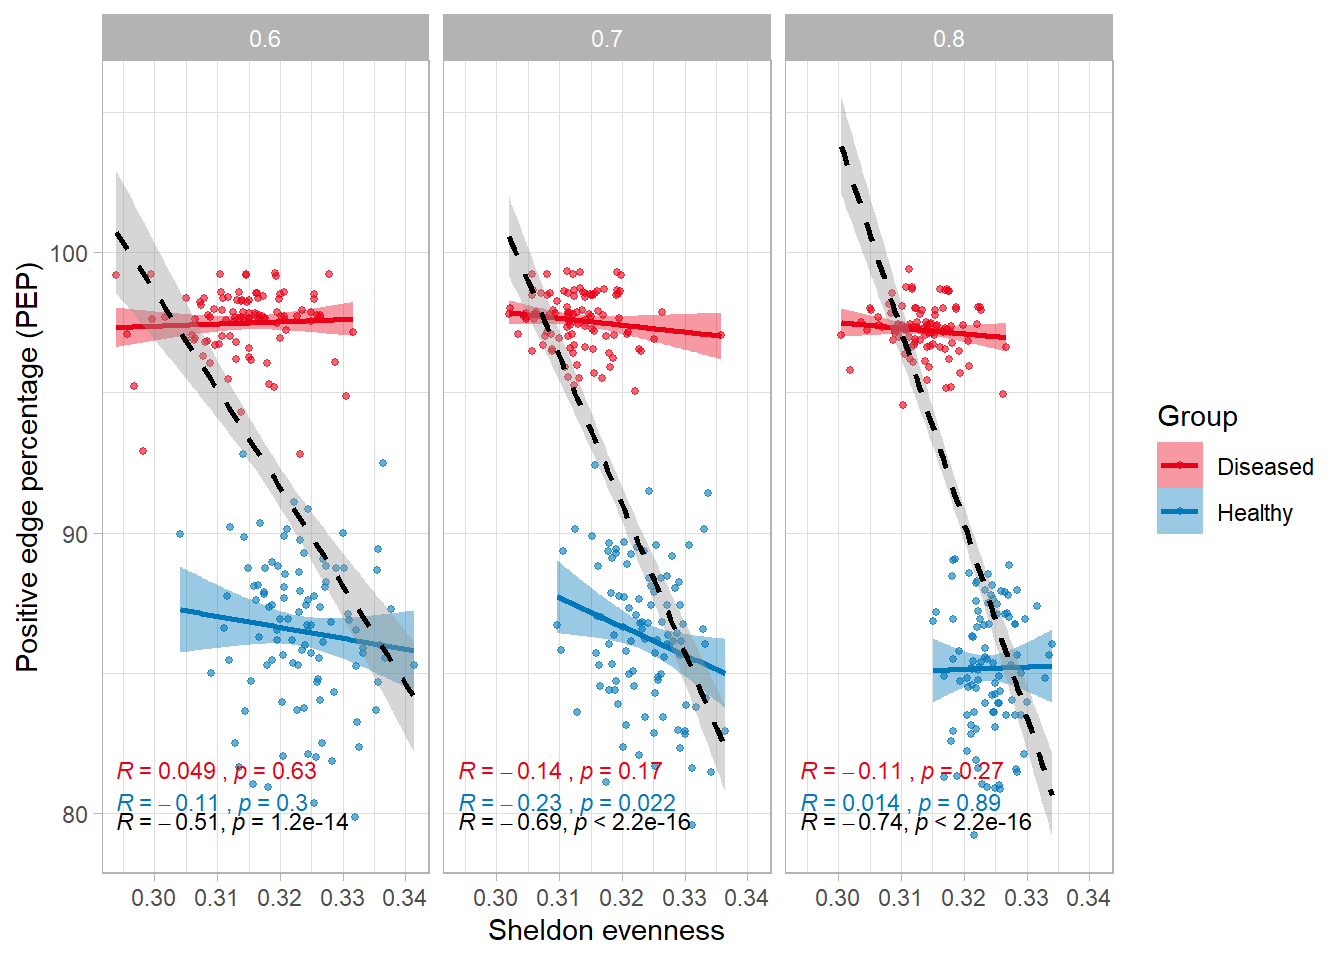 0.6 0.7 0.8
Positive edge percentage (PEP)
100
90
80
R = 0.049 , p = 0.63
R = −0.11 , p = 0.3
R = −0.51, p = 1.2e-14
R = −0.14 , p = 0.17
R = −0.23 , p = 0.022
R = −0.69, p < 2.2e-16
R = −0.11 , p = 0.27
R = 0.014 , p = 0.89
R = −0.74, p < 2.2e-16
0.30 0.31 0.32 0.33 0.34 0.30 0.31 0.32 0.33 0.34 0.30 0.31 0.32 0.33 0.34
Sheldon evenness
Group
Diseased
Healthy